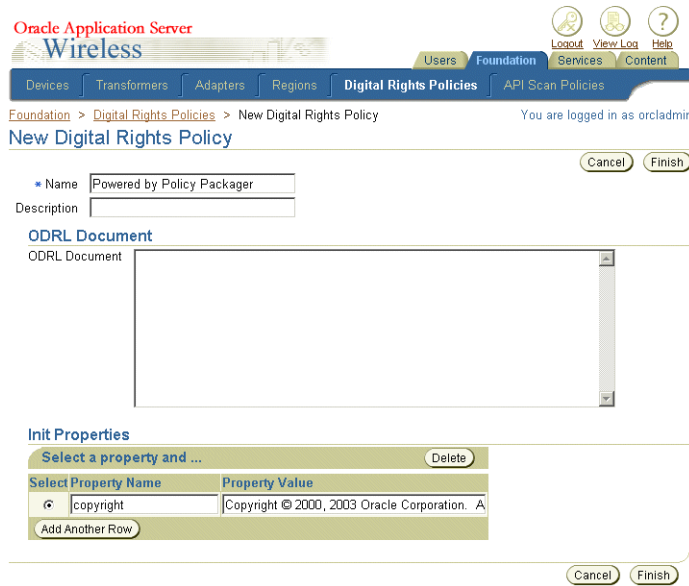 Oracle Application Server
Wireless
Logout View Log Help
Users Foundation Services Content
Devices Transformers Adapters Regions Digital Rights Policies API Scan Policies
Foundation > Digital Rights Policies > New Digital Rights Policy You are logged in as orcladmin
New Digital Rights Policy
Cancel Finish
* Name Powered by Policy Packager
Description
ODRL Document
ODRL Document
Init Properties
Select a property and ... Delete
Select Property Name Property Value
copyright Copyright © 2000, 2003 Oracle Corporation. A
Add Another Row
Cancel Finish